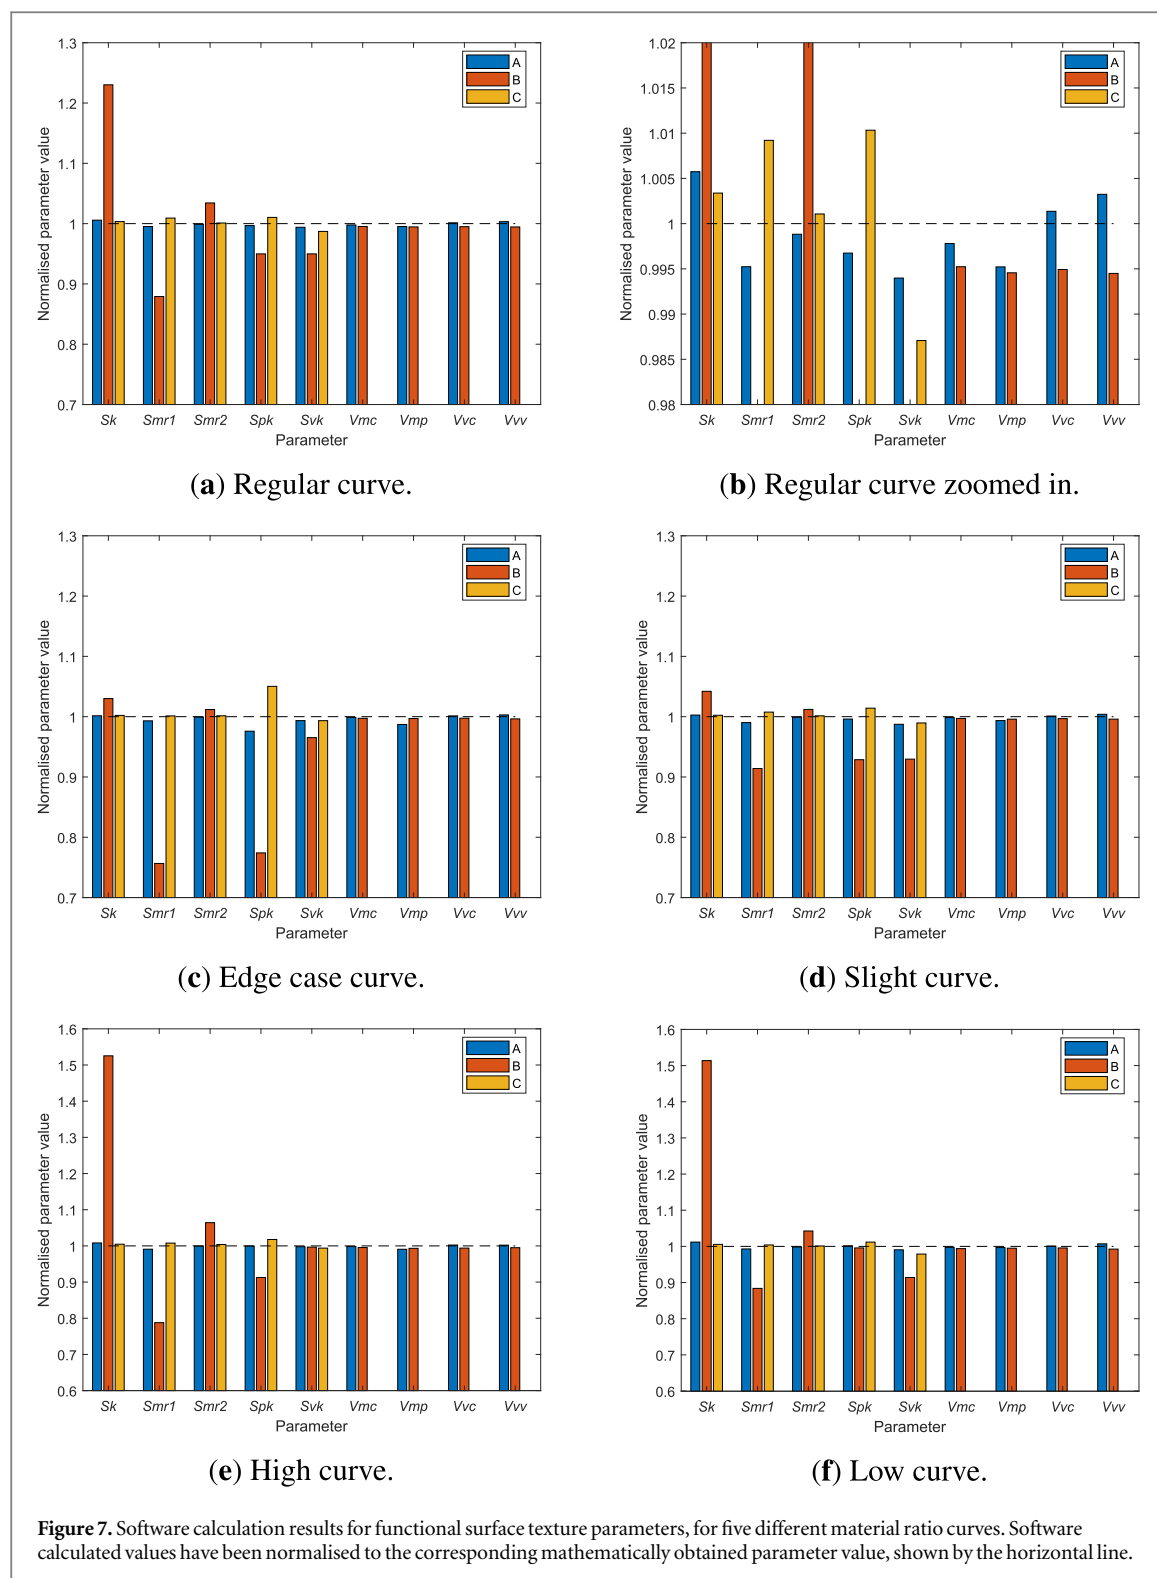 1.3
1.2
1.1
1
0.9
0.8
0.7
Normalised parameter value
A
B
C
Sk Smr1 Smr2 Spk Svk Vmc Vmp Vvc Vvv
Parameter
(a) Regular curve.
1.02
1.015
1.01
1.005
1
0.995
0.99
0.985
0.98
Normalised parameter value
A
B
C
Sk Smr1 Smr2 Spk Svk Vmc Vmp Vvc Vvv
Parameter
(b) Regular curve zoomed in.
1.3
1.2
1.1
1
0.9
0.8
0.7
Normalised parameter value
A
B
C
Sk Smr1 Smr2 Spk Svk Vmc Vmp Vvc Vvv
Parameter
(c) Edge case curve.
1.3
1.2
1.1
1
0.9
0.8
0.7
Normalised parameter value
A
B
C
Sk Smr1 Smr2 Spk Svk Vmc Vmp Vvc Vvv
Parameter
(d) Slight curve.
1.6
1.5
1.4
1.3
1.2
1.1
1
0.9
0.8
0.7
0.6
Normalised parameter value
A
B
C
Sk Smr1 Smr2 Spk Svk Vmc Vmp Vvc Vvv
Parameter
(e) High curve.
1.6
1.5
1.4
1.3
1.2
1.1
1
0.9
0.8
0.7
0.6
Normalised parameter value
A
B
C
Sk Smr1 Smr2 Spk Svk Vmc Vmp Vvc Vvv
Parameter
(f) Low curve.
Figure 7. Software calculation results for functional surface texture parameters, for five different material ratio curves. Software
calculated values have been normalised to the corresponding mathematically obtained parameter value, shown by the horizontal line.